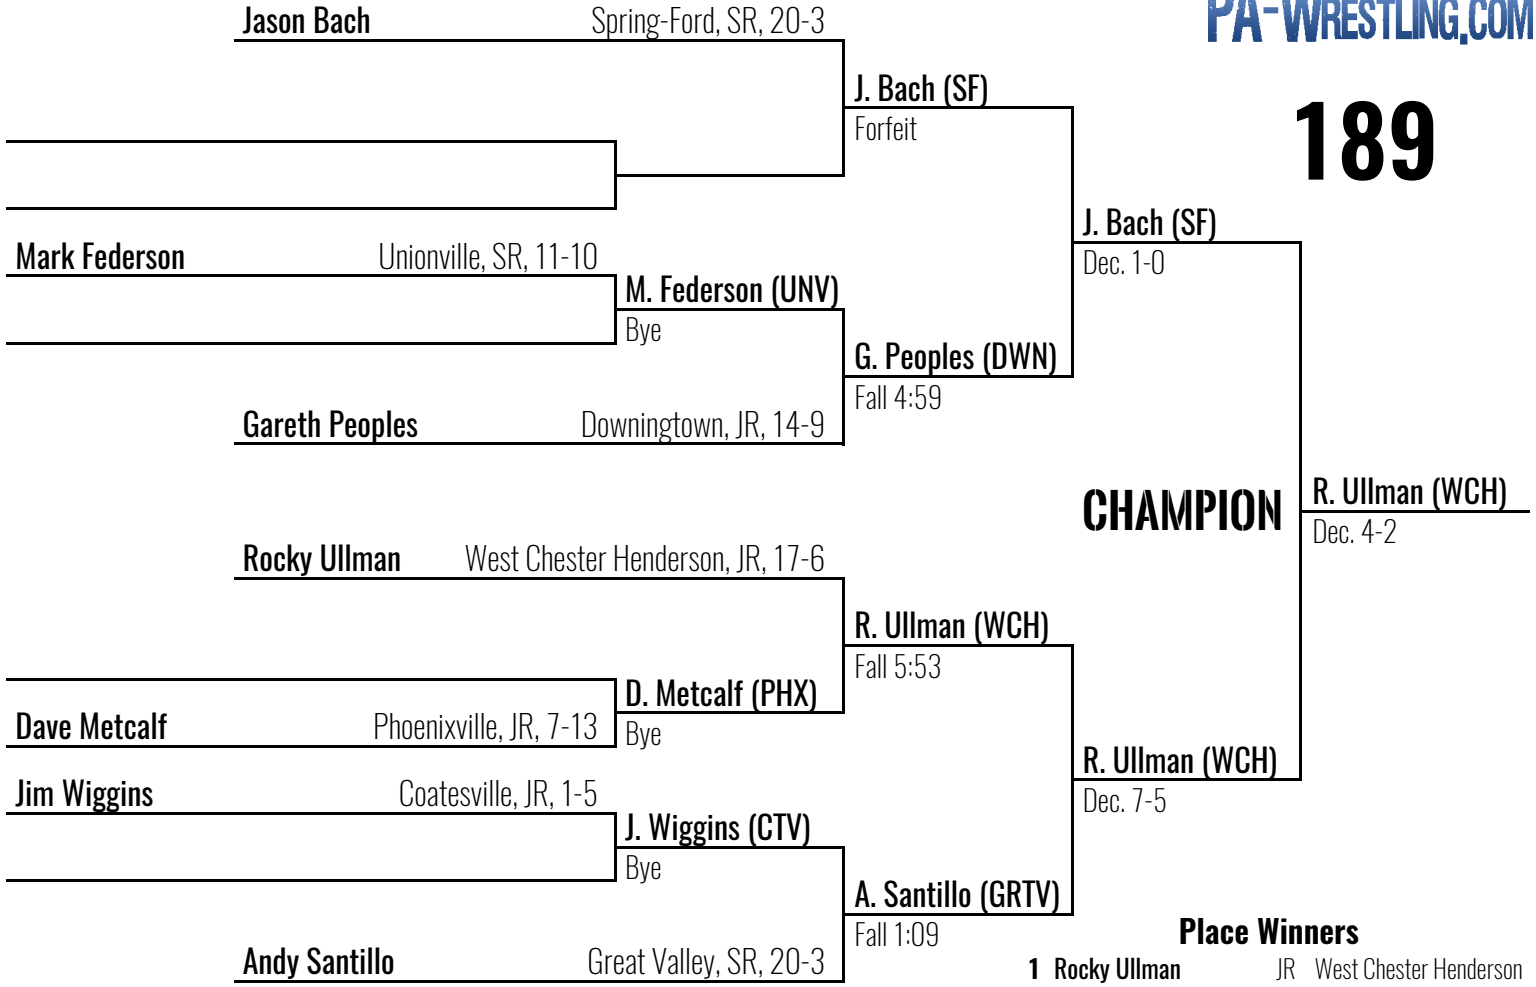 PA-WRESTLING.COM
189
Jason Bach Spring-Ford, SR, 20-3
J. Bach (SF)
Forfeit
J. Bach (SF)
Dec. 1-0
Mark Federson Unionville, SR, 11-10
M. Federson (UNV)
Bye
G. Peoples (DWN)
Fall 4:59
Gareth Peoples Downingtown, JR, 14-9
CHAMPION
R. Ullman (WCH)
Dec. 4-2
Rocky Ullman West Chester Henderson, JR, 17-6
R. Ullman (WCH)
Fall 5:53
D. Metcalf (PHX)
Bye
Dave Metcalf Phoenixville, JR, 7-13
R. Ullman (WCH)
Dec. 7-5
Jim Wiggins Coatesville, JR, 1-5
J. Wiggins (CTV)
Bye
A. Santillo (GRTV)
Fall 1:09
Andy Santillo Great Valley, SR, 20-3
Place Winners
1 Rocky Ullman JR West Chester Henderson